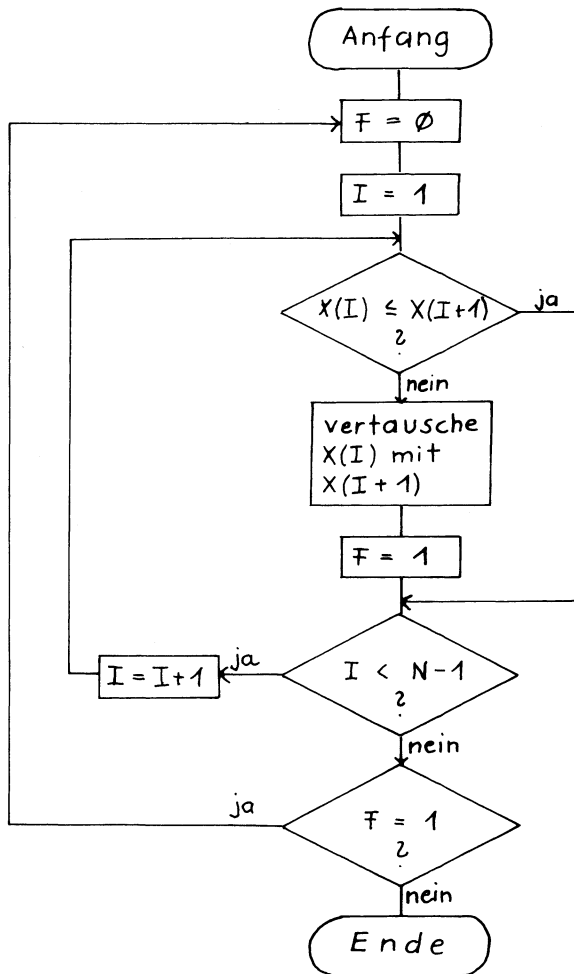 Anfang
F = Ø
I = 1
X(I) ≤ X(I+1)
?
ja
nein
vertausche
X(I) mit
X(I+1)
F = 1
I < N-1
?
ja
I = I+1
nein
F = 1
?
ja
nein
Ende